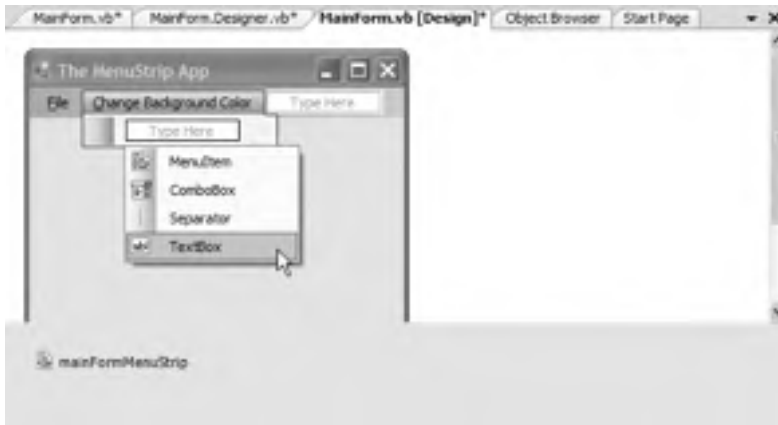 MainForm.vb* MainForm.Designer.vb* MainForm.vb [Design]* Object Browser Start Page
The MenuStrip App
File Change Background Color Type Here
Type Here
MenuItem
ComboBox
Separator
abl TextBox
mainFormMenuStrip